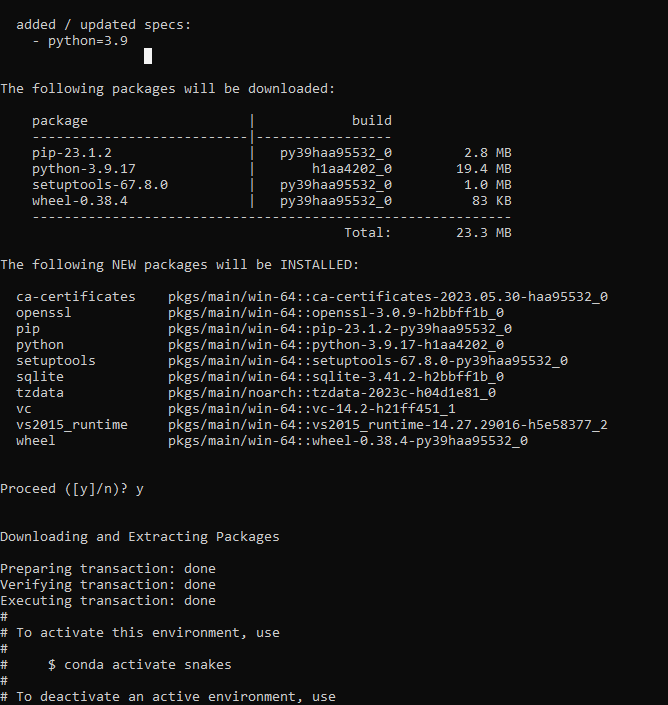 added / updated specs:
- python=3.9
The following packages will be downloaded:
package | build
---------------------------|-----------------
pip-23.1.2 | py39haa95532_0 2.8 MB
python-3.9.17 | h1aa4202_0 19.4 MB
setuptools-67.8.0 | py39haa95532_0 1.0 MB
wheel-0.38.4 | py39haa95532_0 83 KB
------------------------------------------------------------
Total: 23.3 MB
The following NEW packages will be INSTALLED:
ca-certificates pkgs/main/win-64::ca-certificates-2023.05.30-haa95532_0
openssl pkgs/main/win-64::openssl-3.0.9-h2bbff1b_0
pip pkgs/main/win-64::pip-23.1.2-py39haa95532_0
python pkgs/main/win-64::python-3.9.17-h1aa4202_0
setuptools pkgs/main/win-64::setuptools-67.8.0-py39haa95532_0
sqlite pkgs/main/win-64::sqlite-3.41.2-h2bbff1b_0
tzdata pkgs/main/noarch::tzdata-2023c-h04d1e81_0
vc pkgs/main/win-64::vc-14.2-h21ff451_1
vs2015_runtime pkgs/main/win-64::vs2015_runtime-14.27.29016-h5e58377_2
wheel pkgs/main/win-64::wheel-0.38.4-py39haa95532_0
Proceed ([y]/n)? y
Downloading and Extracting Packages
Preparing transaction: done
Verifying transaction: done
Executing transaction: done
#
# To activate this environment, use
#
# $ conda activate snakes
#
# To deactivate an active environment, use